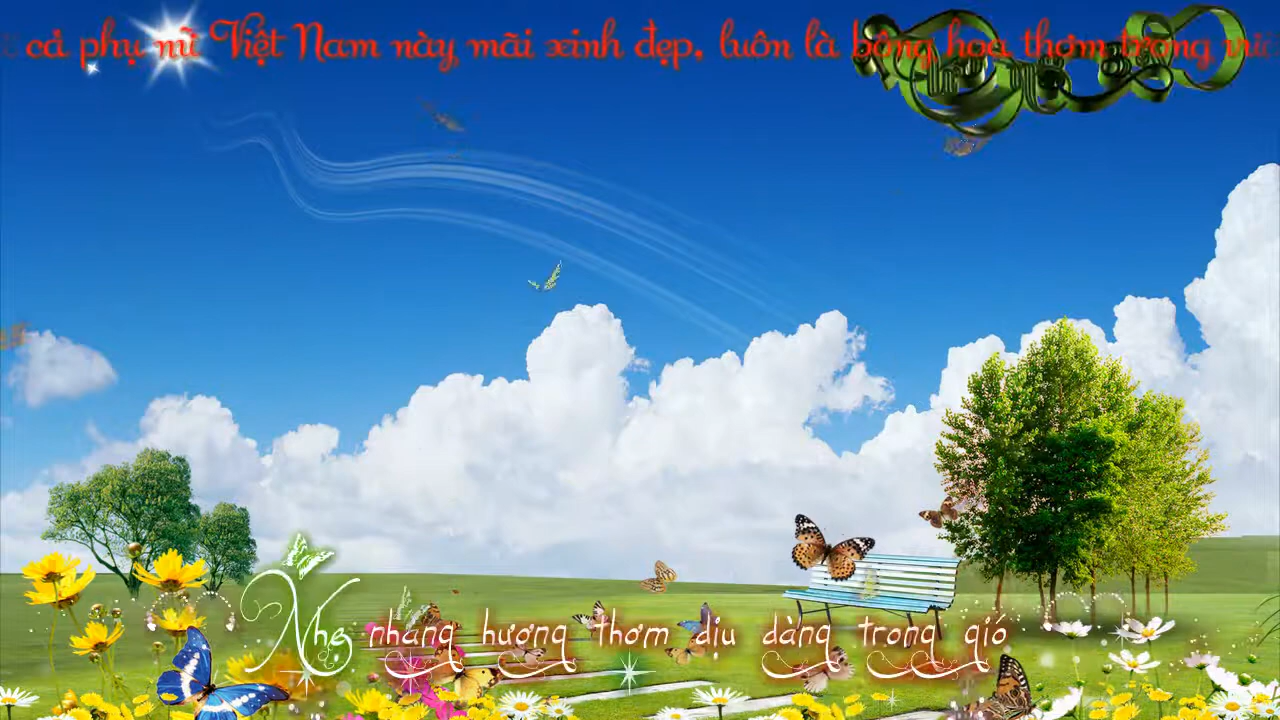 cả phụ nữ Việt Nam này mãi xinh đẹp, luôn là bông hoa thơm trong
Nhẹ nhang hương thơm dịu dàng trong gió